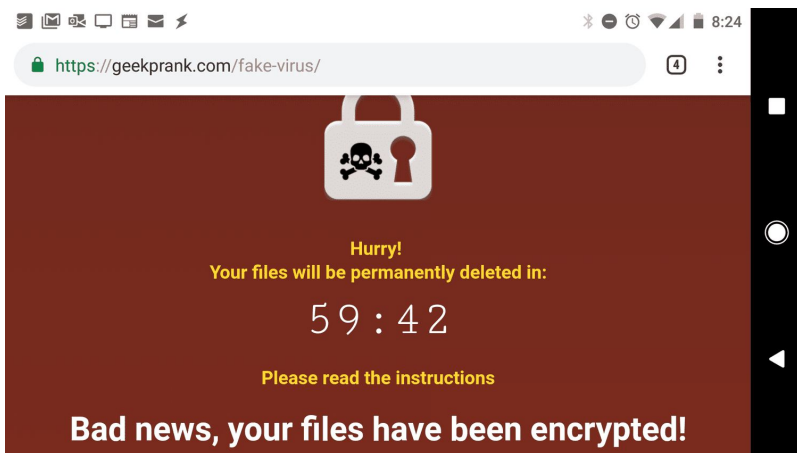 8:24
https://geekprank.com/fake-virus/
4
Hurry!
Your files will be permanently deleted in:
59:42
Please read the instructions
Bad news, your files have been encrypted!